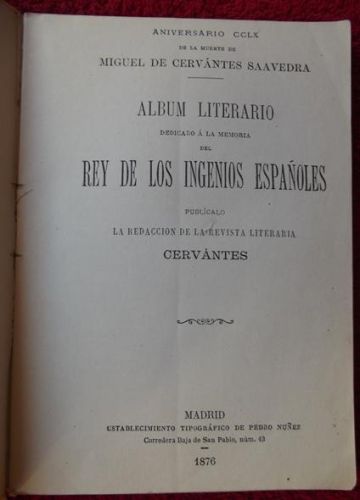 ANIVERSARIO CCLX
DE LA MUERTE DE
MIGUEL DE CERVÁNTES SAAVEDRA
ALBUM LITERARIO
DEDICADO Á LA MEMORIA
DEL
REY DE LOS INGENIOS ESPAÑOLES
PUBLÍCALO
LA REDACCION DE LA REVISTA LITERARIA
CERVÁNTES
MADRID
ESTABLECIMIENTO TIPOGRÁFICO DE PEDRO NUÑEZ
Corredera Baja de San Pablo, núm. 43
1876